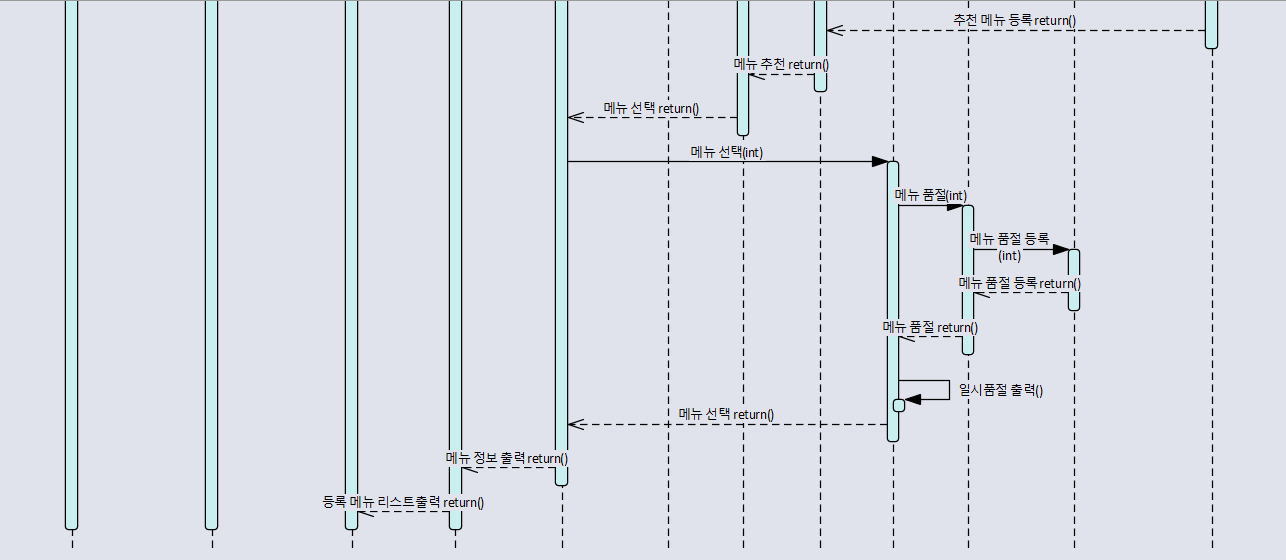 추천 메뉴 등록 return()
메뉴 추천 return()
메뉴 선택 return()
메뉴 선택(int)
메뉴 품절(int)
메뉴 품절 등록
(int)
메뉴 품절 등록 return()
메뉴 품절 return()
일시품절 출력()
메뉴 선택 return()
메뉴 정보 출력 return()
등록 메뉴 리스트출력 return()